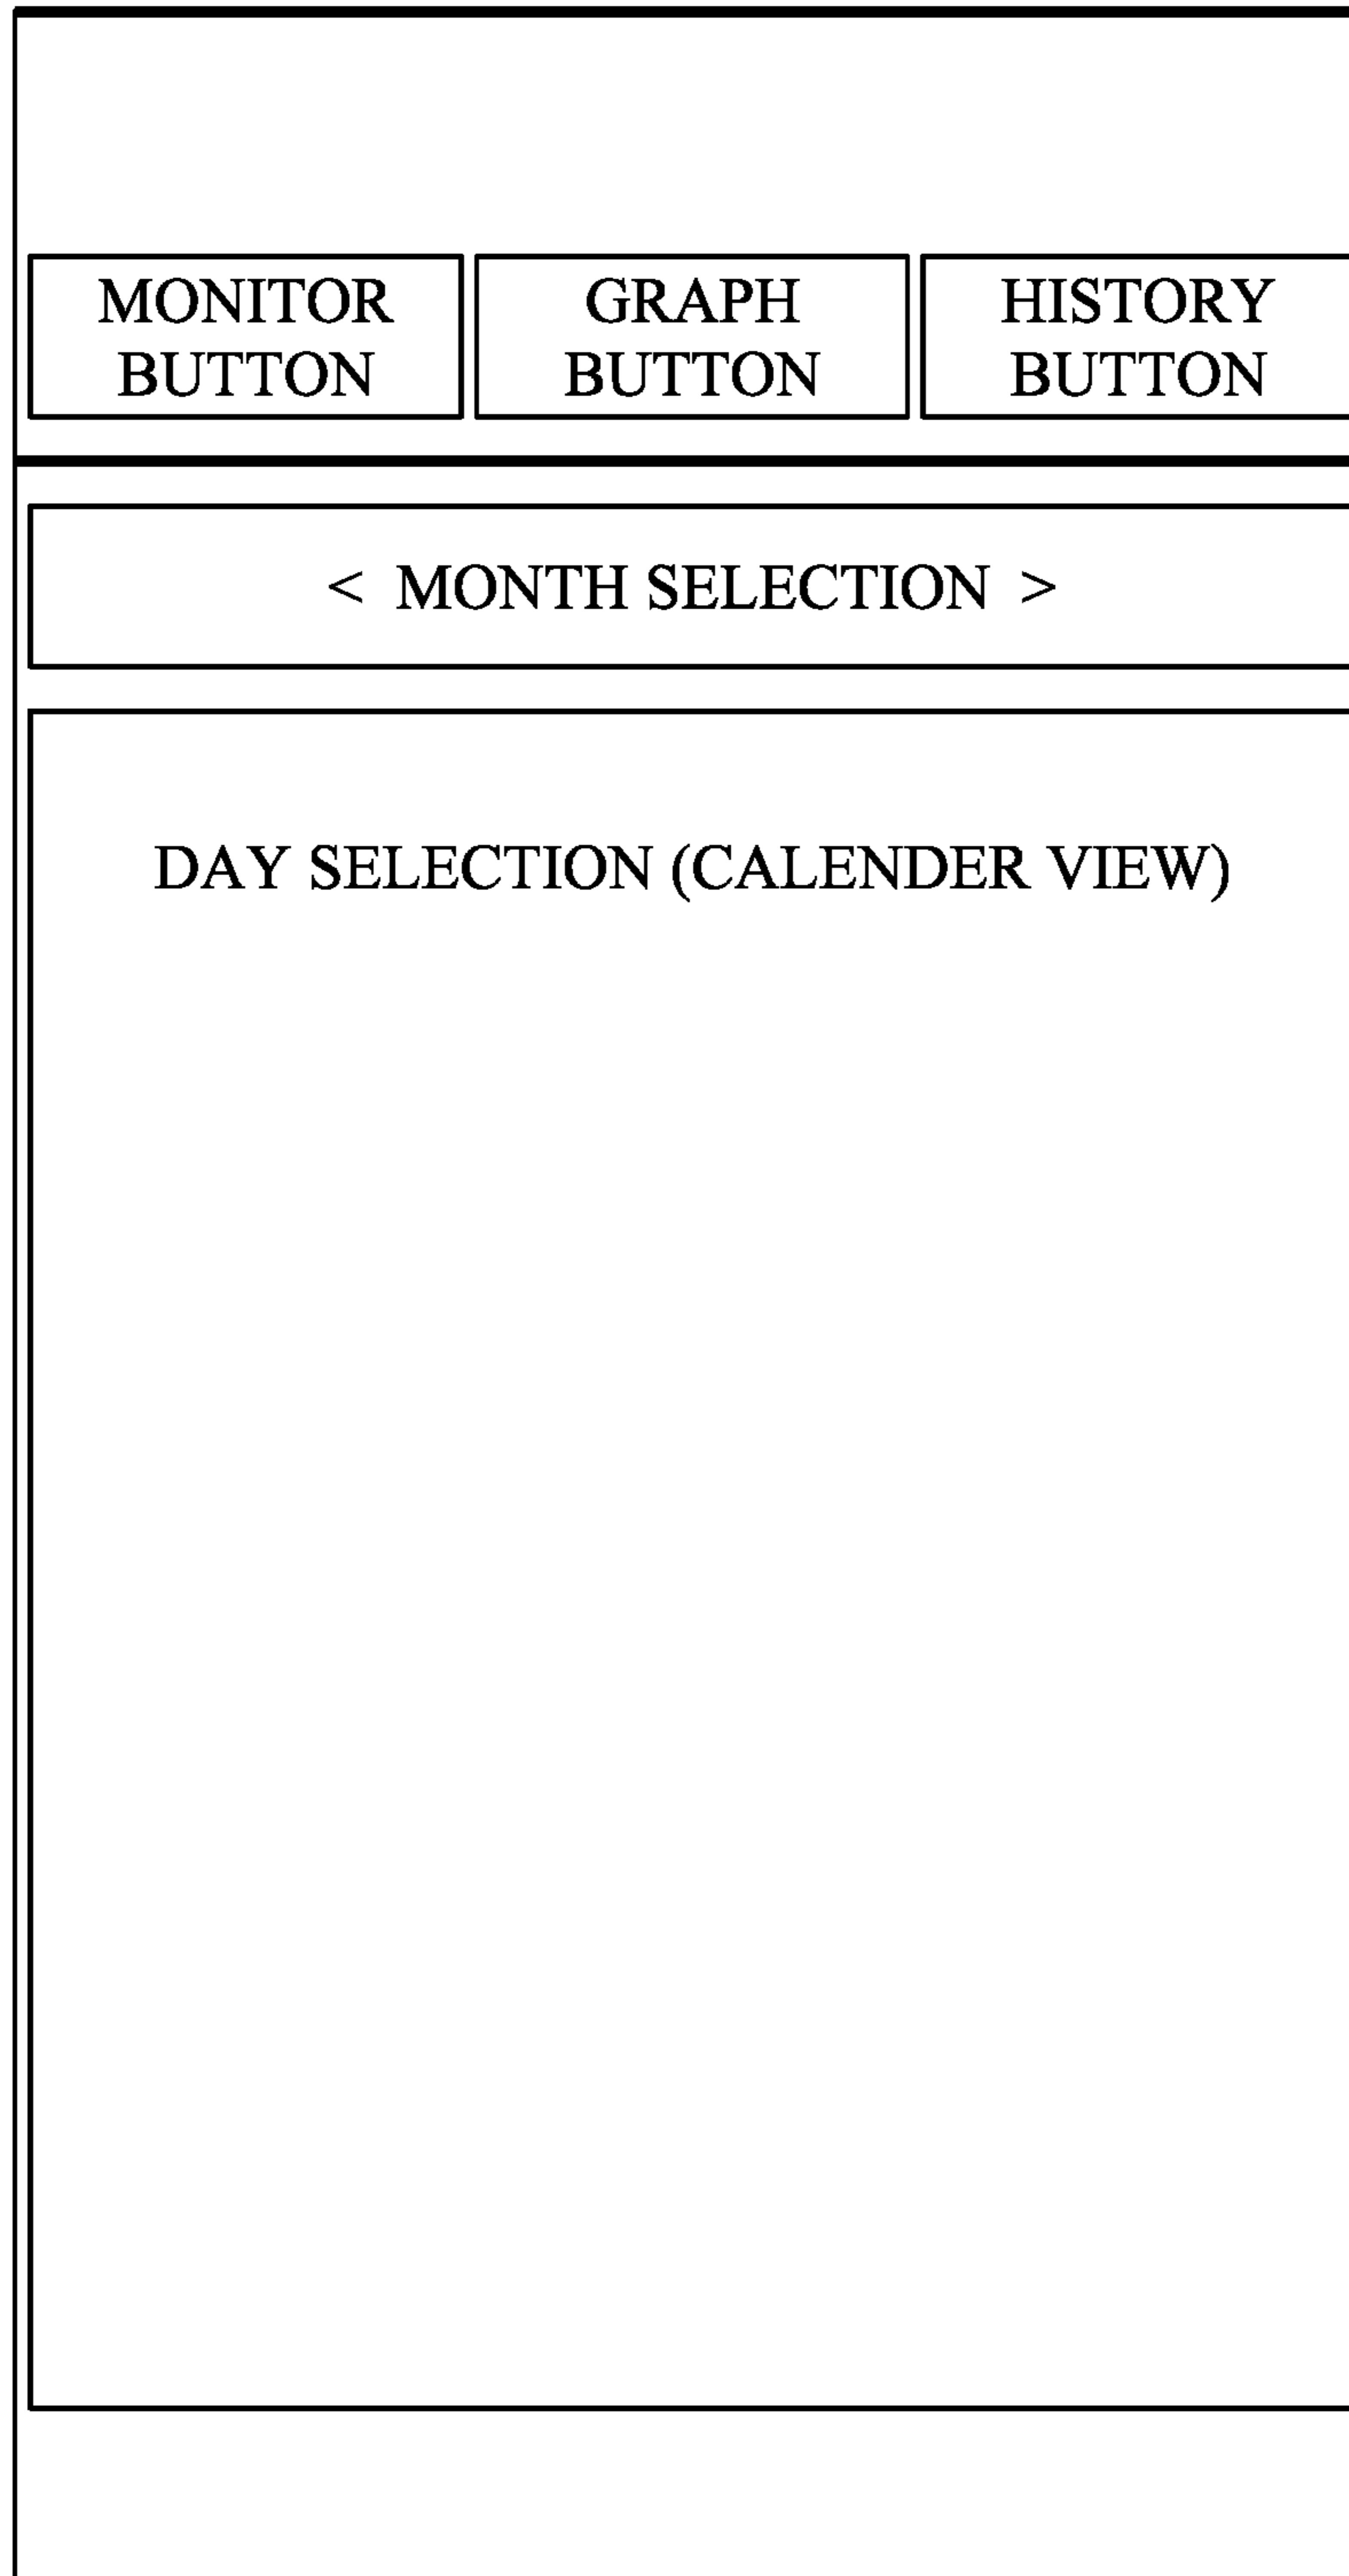 MONITOR
BUTTON
GRAPH
BUTTON
HISTORY
BUTTON
< MONTH SELECTION >
DAY SELECTION (CALENDER VIEW)